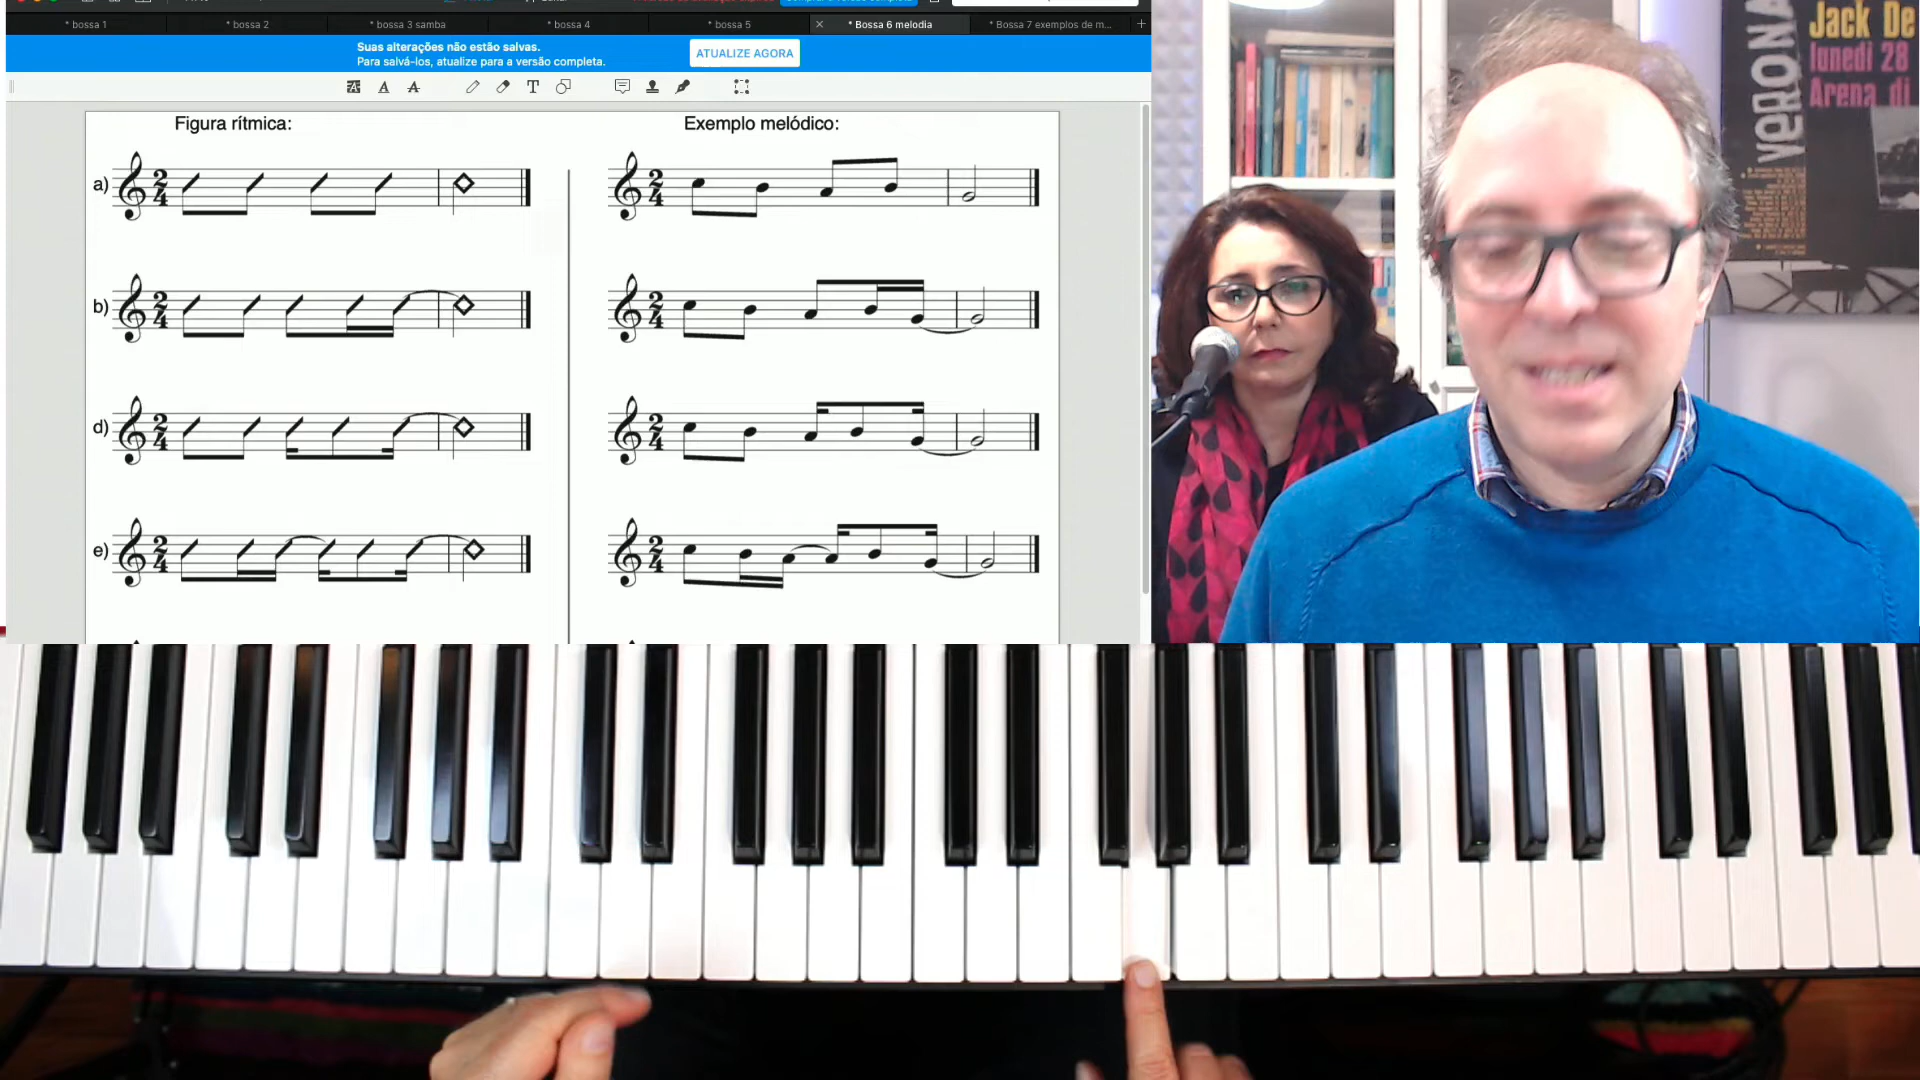 * bossa 1
* bossa 2
* bossa 3 samba
* bossa 4
* bossa 5
* Bossa 6 melodia
* Bossa 7 exemplos de m...
Suas alterações não estão salvas.
Para salvá-los, atualize para a versão completa.
ATUALIZE AGORA
Figura rítmica:
Exemplo melódico:
a)
b)
d)
e)
VERONA
Jack De
lunedì 28
Arena di